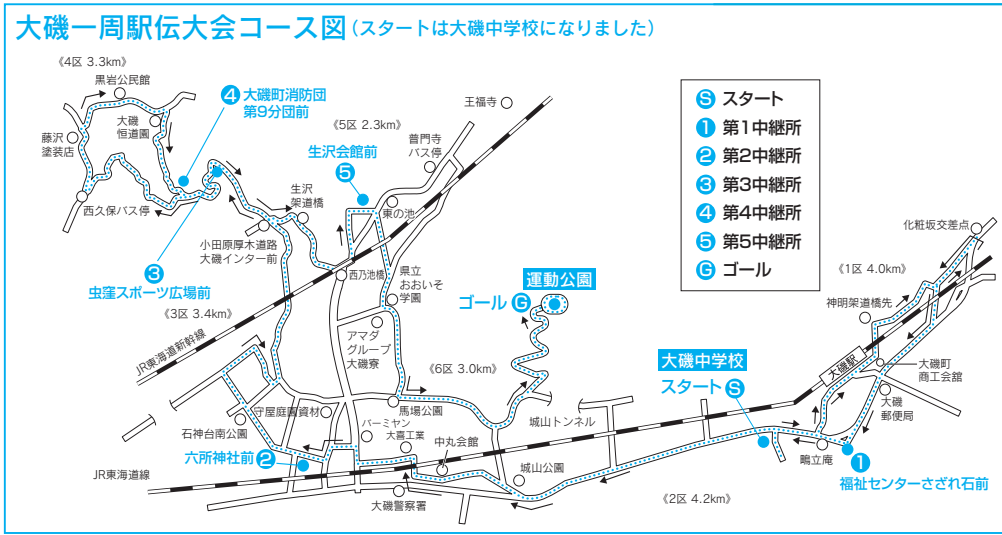 大磯一周駅伝大会コース図(スタートは大磯中学校になりました)
《4区 3.3km》
黒岩公民館
大磯
恒道園
藤沢
塗装店
西久保バス停
4 大磯町消防団
第9分団前
3
虫窪スポーツ広場前
《3区 3.4km》
小田原厚木道路
大磯インター前
生沢
架道橋
《5区 2.3km》
生沢会館前
5
王福寺
普門寺
バス停
東の池
西乃池橋
県立
おおいそ
学園
アマダ
グループ
大磯寮
JR東海道新幹線
運動公園
ゴール G
《6区 3.0km》
S スタート
1 第1中継所
2 第2中継所
3 第3中継所
4 第4中継所
5 第5中継所
G ゴール
化粧坂交差点
《1区 4.0km》
神明架道橋先
大磯駅
大磯町
商工会館
大磯
郵便局
大磯中学校
スタート S
鴫立庵
1
福祉センターさざれ石前
《2区 4.2km》
城山トンネル
城山公園
馬場公園
守屋庭園資材
石神台南公園
バーミヤン
大喜工業
中丸会館
六所神社前 2
JR東海道線
大磯警察署